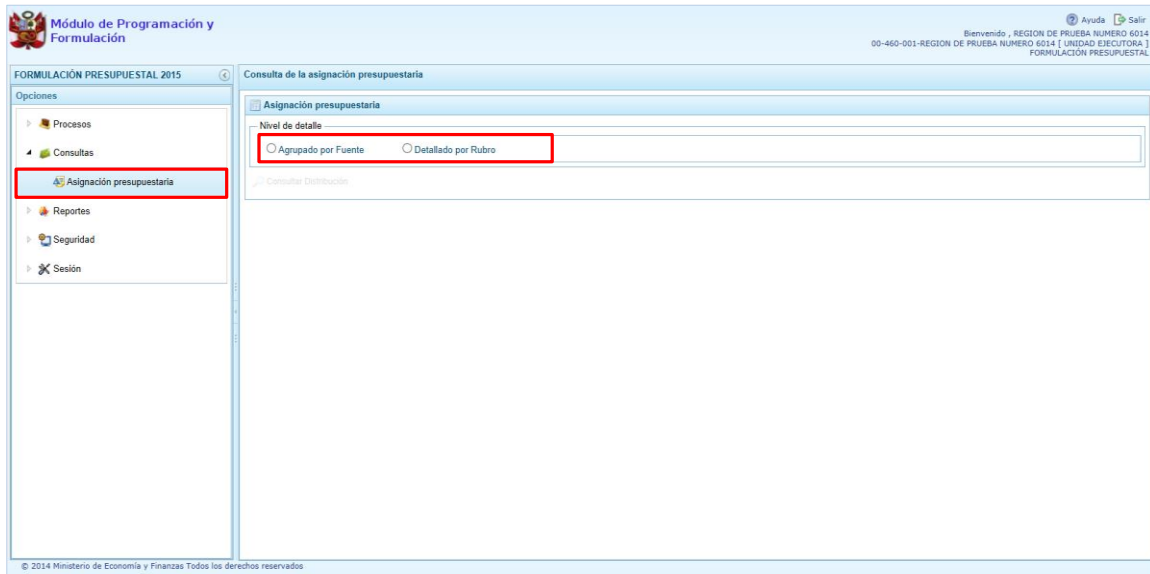 Módulo de Programación y
Formulación
Ayuda Salir
Bienvenido , REGION DE PRUEBA NUMERO 6014
00-460-001-REGION DE PRUEBA NUMERO 6014 [ UNIDAD EJECUTORA ]
FORMULACIÓN PRESUPUESTAL
FORMULACIÓN PRESUPUESTAL 2015
Opciones
Procesos
Consultas
Asignación presupuestaria
Reportes
Seguridad
Sesión
Consulta de la asignación presupuestaria
Asignación presupuestaria
Nivel de detalle
Agrupado por Fuente Detallado por Rubro
Consultar Distribución
© 2014 Ministerio de Economía y Finanzas Todos los derechos reservados